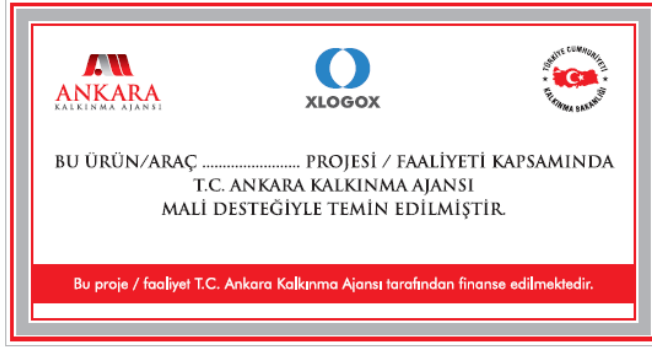 ANKARA
KALKINMA AJANSI
XLOGOX
TÜRKİYE CUMHURİYETİ
KALKINMA BAKANLIĞI
BU ÜRÜN/ARAÇ ........................ PROJESİ / FAALİYETİ KAPSAMINDA
T.C. ANKARA KALKINMA AJANSI
MALİ DESTEĞİYLE TEMİN EDİLMİŞTİR.
Bu proje / faaliyet T.C. Ankara Kalkınma Ajansı tarafından finanse edilmektedir.